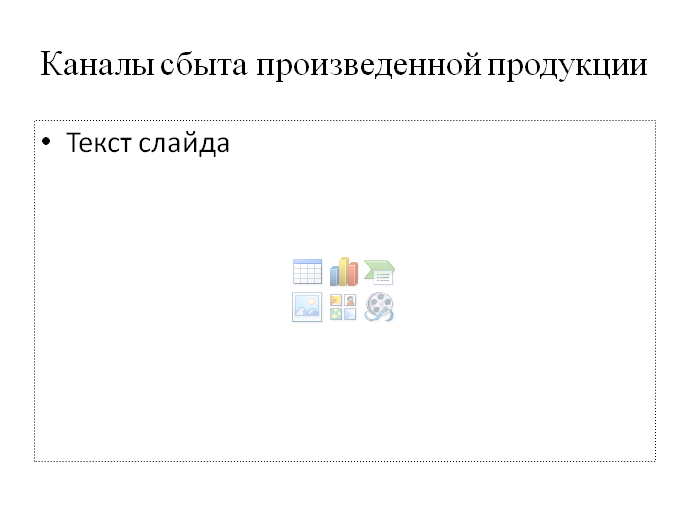 Каналы сбыта произведенной продукции
• Текст слайда